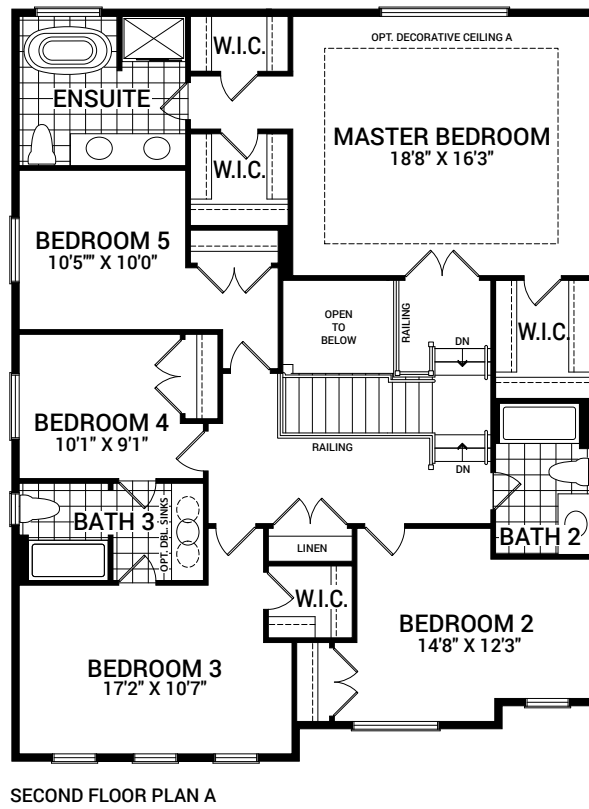 OPT. DECORATIVE CEILING A
W.I.C.
ENSUITE
MASTER BEDROOM
18'8" X 16'3"
W.I.C.
BEDROOM 5
10'5"" X 10'0"
OPEN
TO
BELOW
RAILING
DN
W.I.C.
BEDROOM 4
10'1" X 9'1"
RAILING
DN
BATH 3
OPT. DBL. SINKS
BATH 2
LINEN
W.I.C.
BEDROOM 2
14'8" X 12'3"
BEDROOM 3
17'2" X 10'7"
SECOND FLOOR PLAN A